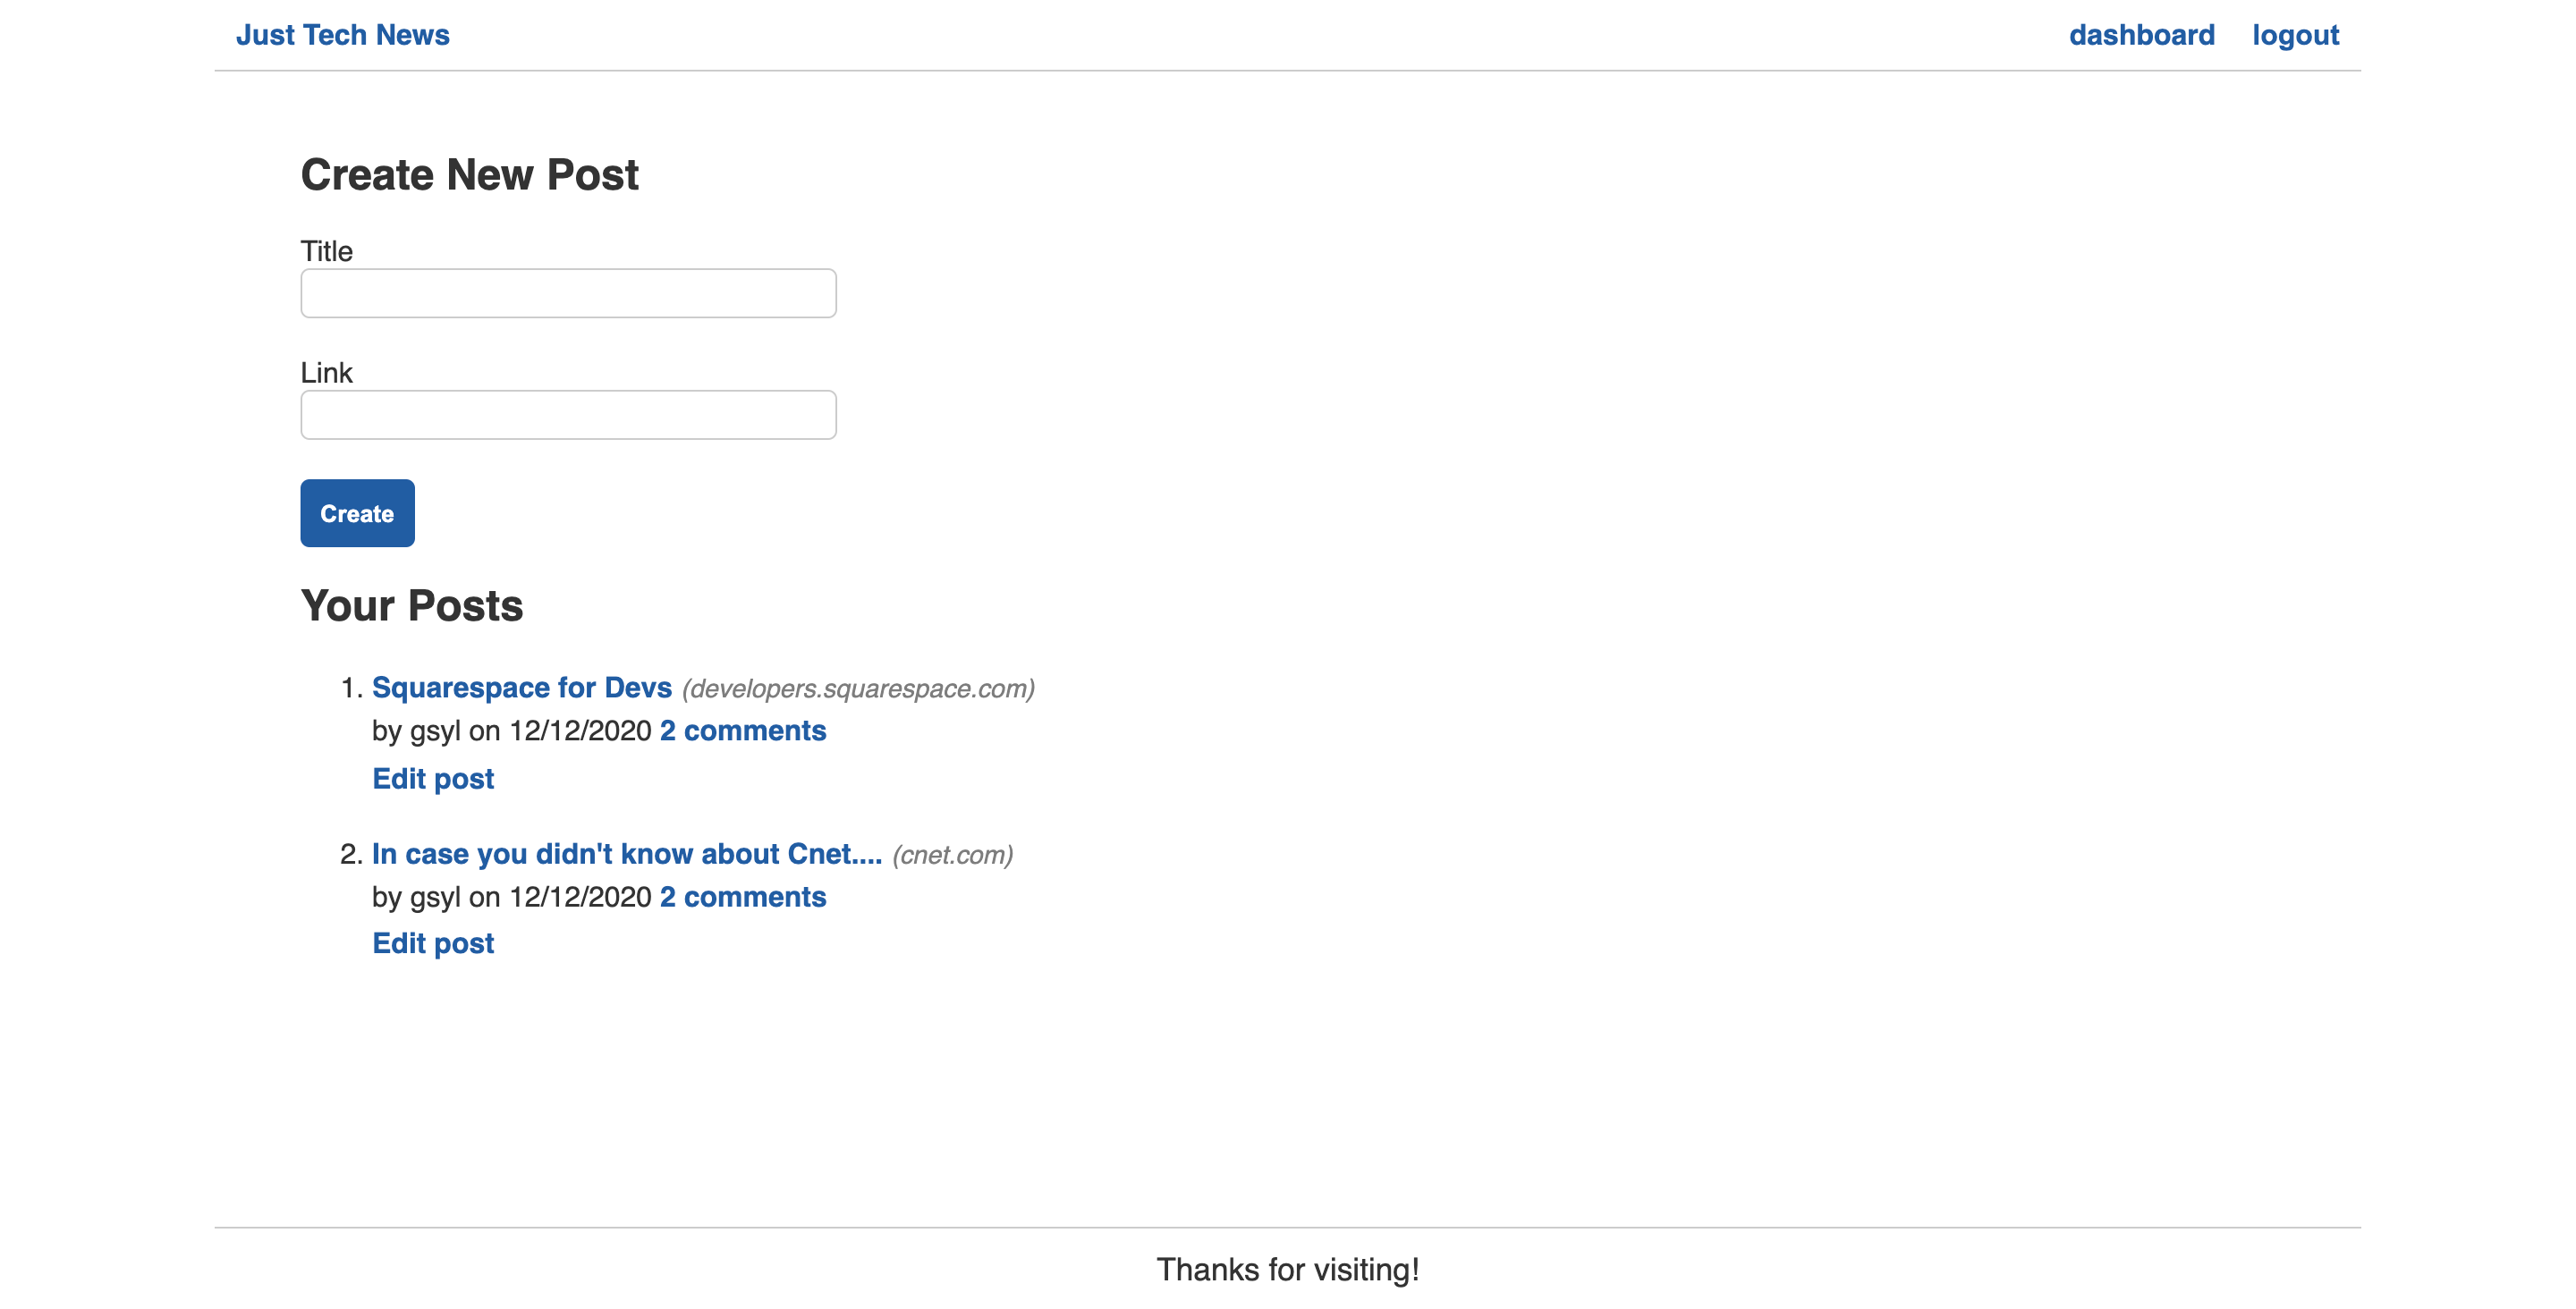 Just Tech News dashboard logout
Create New Post
Title
Link
Create
Your Posts
1. Squarespace for Devs (developers.squarespace.com)
by gsyl on 12/12/2020 2 comments
Edit post
2. In case you didn't know about Cnet.... (cnet.com)
by gsyl on 12/12/2020 2 comments
Edit post
Thanks for visiting!